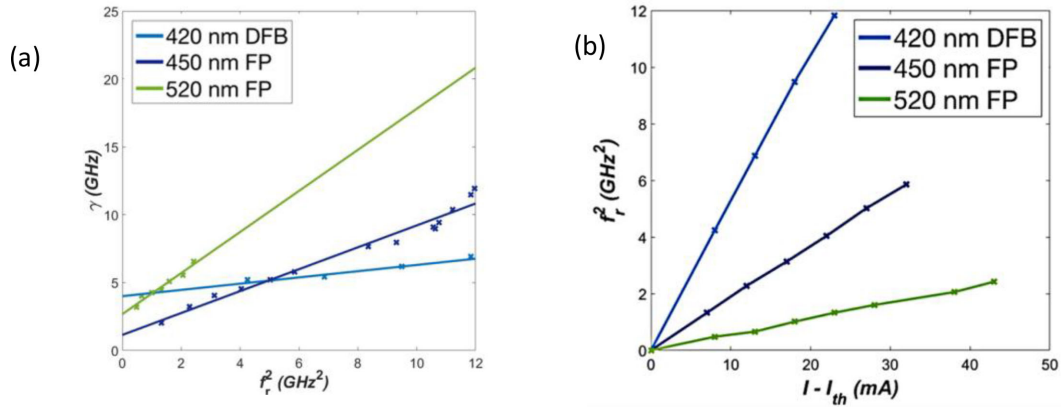 (a)
420 nm DFB
450 nm FP
520 nm FP
25
20
15
10
5
0
γ (GHz)
0 2 4 6 8 10 12
f_r^2 (GHz^2)
(b)
420 nm DFB
450 nm FP
520 nm FP
12
10
8
6
4
2
0
f_r^2 (GHz^2)
0 10 20 30 40 50
I - I_th (mA)